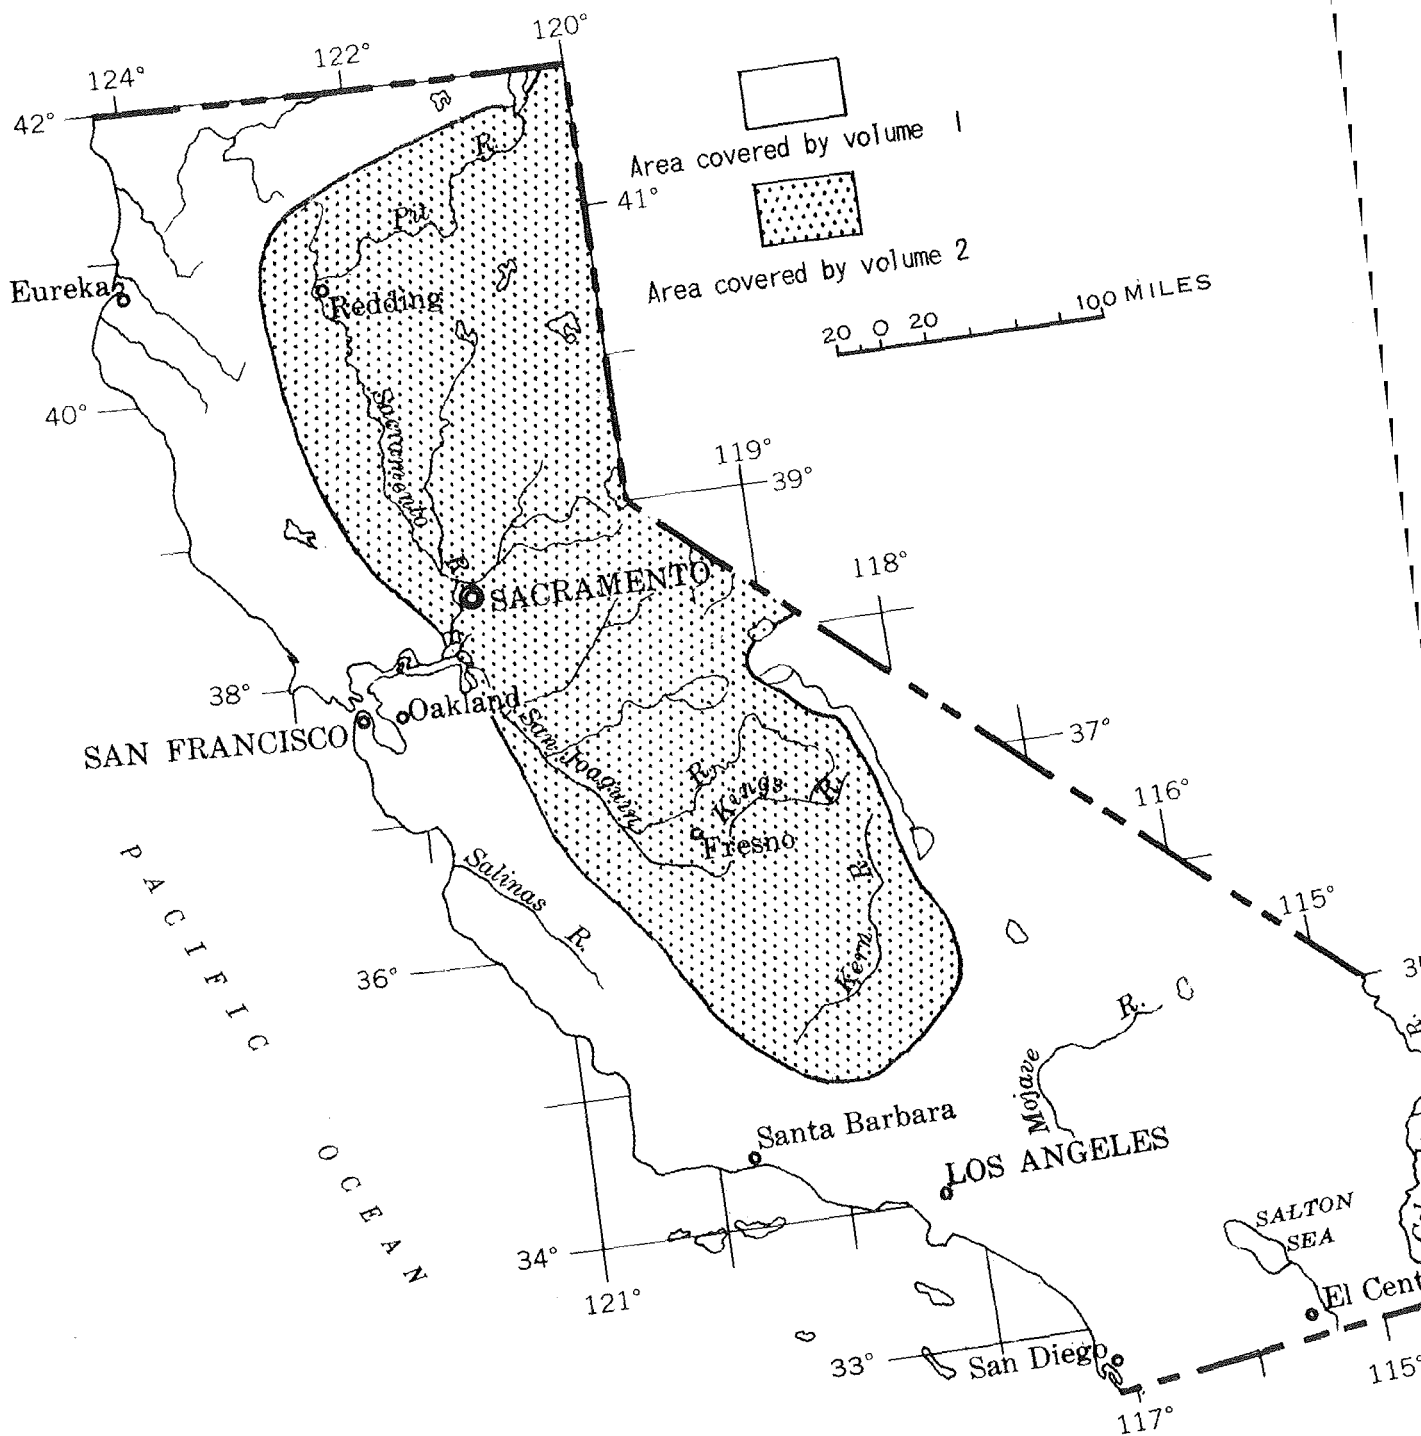 120°
122°
124°
42°
Area covered by volume 1
41°
R.
Pit
Area covered by volume 2
Eureka
Redding
20 0 20 100 MILES
40°
Sacramento
R.
119°
39°
118°
SACRAMENTO
38°
Oakland
SAN FRANCISCO
San Joaquin
R.
37°
116°
Kings
R.
Fresno
PACIFIC
OCEAN
Salinas
R.
Kern
R.
115°
36°
Mojave
R.
R.
Santa Barbara
LOS ANGELES
SALTON
SEA
34°
121°
El Cent
33°
San Diego
117°
115°